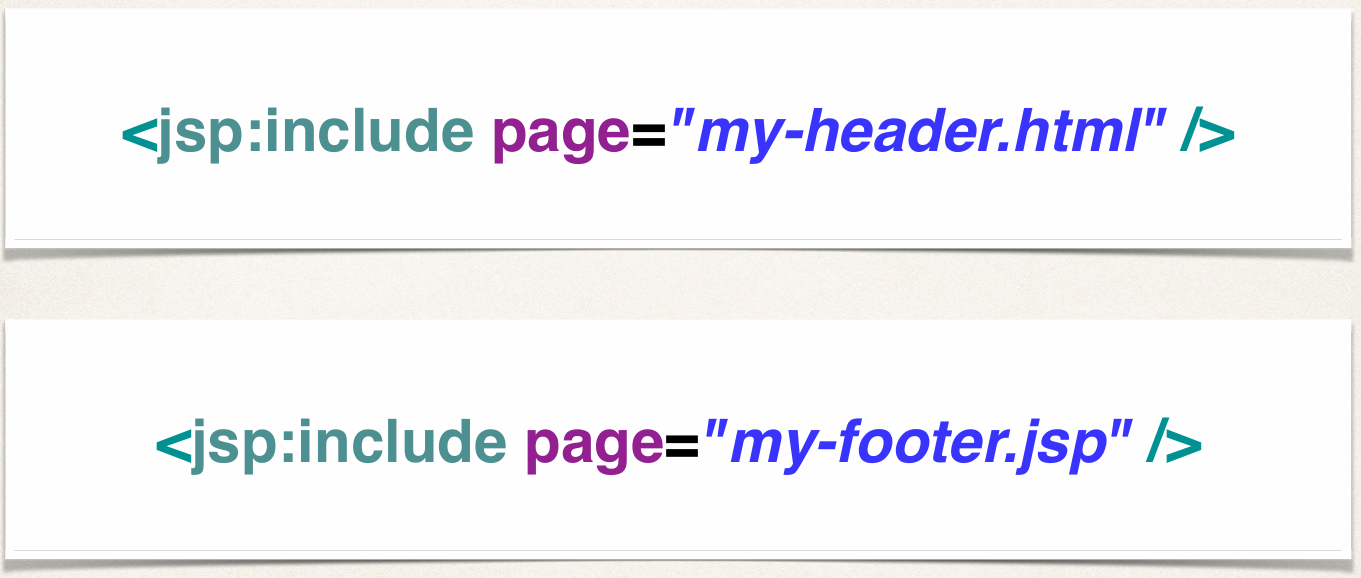 <jsp:include page="my-header.html" />
<jsp:include page="my-footer.jsp" />